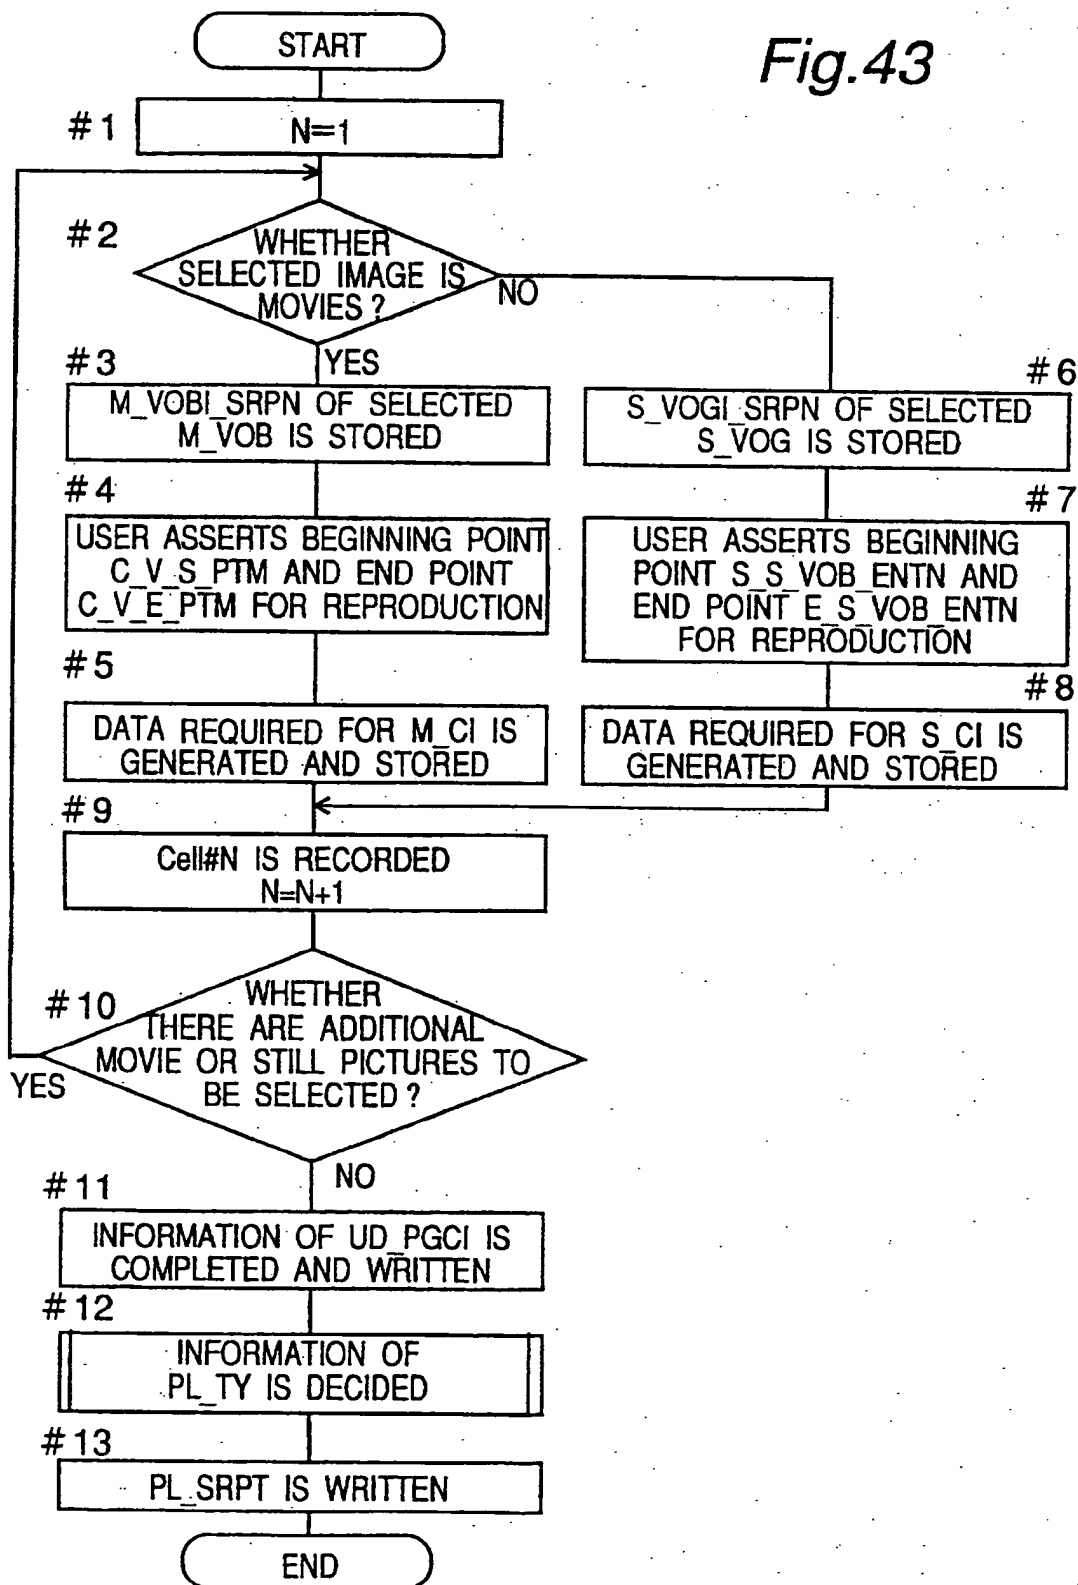 Fig.43
START
#1
N=1
#2
WHETHER
SELECTED IMAGE IS
MOVIES?
NO
YES
#3
M_VOBI_SRPN OF SELECTED
M_VOB IS STORED
#6
S_VOGI_SRPN OF SELECTED
S_VOG IS STORED
#4
USER ASSERTS BEGINNING POINT
C_V_S_PTM AND END POINT
C_V_E_PTM FOR REPRODUCTION
#7
USER ASSERTS BEGINNING
POINT S_S_VOB_ENTN AND
END POINT E_S_VOB_ENTN
FOR REPRODUCTION
#5
DATA REQUIRED FOR M_CI IS
GENERATED AND STORED
#8
DATA REQUIRED FOR S_CI IS
GENERATED AND STORED
#9
Cell#N IS RECORDED
N=N+1
#10
WHETHER
THERE ARE ADDITIONAL
MOVIE OR STILL PICTURES TO
BE SELECTED?
YES
NO
#11
INFORMATION OF UD_PGCI IS
COMPLETED AND WRITTEN
#12
INFORMATION OF
PL_TY IS DECIDED
#13
PL_SRPT IS WRITTEN
END